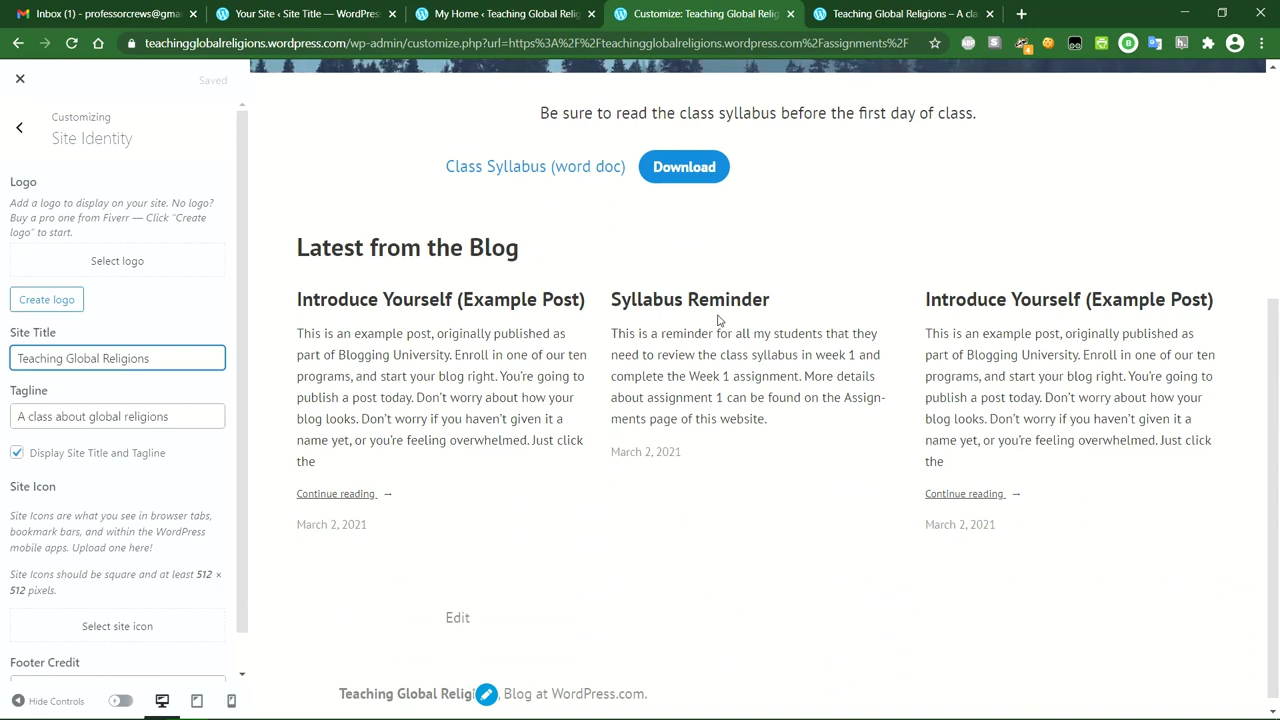 Inbox (1) - professorcrews@gma
Your Site ‹ Site Title — WordPress
My Home ‹ Teaching Global Relig
Customize: Teaching Global Relig
Teaching Global Religions – A cla
teachingglobalreligions.wordpress.com/wp-admin/customize.php?url=https%3A%2F%2Fteachingglobalreligions.wordpress.com%2Fassignments%2F
Saved
Customizing
Site Identity
Logo
Add a logo to display on your site. No logo?
Buy a pro one from Fiverr — Click "Create
logo" to start.
Select logo
Create logo
Site Title
Teaching Global Religions
Tagline
A class about global religions
Display Site Title and Tagline
Site Icon
Site Icons are what you see in browser tabs,
bookmark bars, and within the WordPress
mobile apps. Upload one here!
Site Icons should be square and at least 512 ×
512 pixels.
Select site icon
Footer Credit
Hide Controls
Be sure to read the class syllabus before the first day of class.
Class Syllabus (word doc)
Download
Latest from the Blog
Introduce Yourself (Example Post)
This is an example post, originally published as
part of Blogging University. Enroll in one of our ten
programs, and start your blog right. You're going to
publish a post today. Don't worry about how your
blog looks. Don't worry if you haven't given it a
name yet, or you're feeling overwhelmed. Just click
the
Continue reading →
March 2, 2021
Syllabus Reminder
This is a reminder for all my students that they
need to review the class syllabus in week 1 and
complete the Week 1 assignment. More details
about assignment 1 can be found on the Assign-
ments page of this website.
March 2, 2021
Introduce Yourself (Example Post)
This is an example post, originally published as
part of Blogging University. Enroll in one of our ten
programs, and start your blog right. You're going to
publish a post today. Don't worry about how your
blog looks. Don't worry if you haven't given it a
name yet, or you're feeling overwhelmed. Just click
the
Continue reading →
March 2, 2021
Edit
Teaching Global Relig , Blog at WordPress.com.